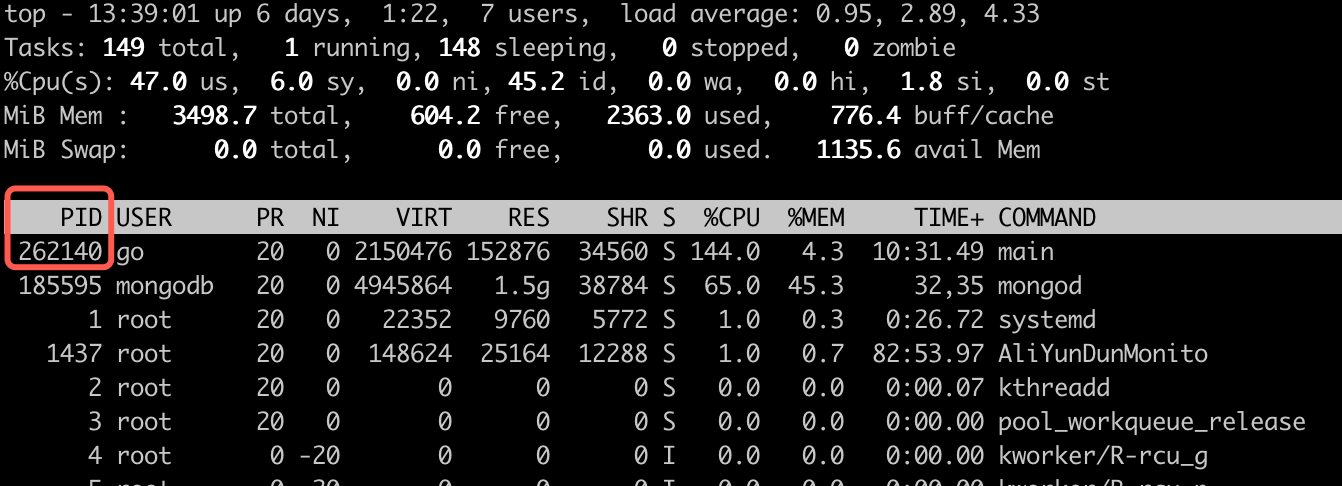 top - 13:39:01 up 6 days,  1:22,  7 users,  load average: 0.95, 2.89, 4.33
Tasks: 149 total,   1 running, 148 sleeping,   0 stopped,   0 zombie
%Cpu(s): 47.0 us,  6.0 sy,  0.0 ni, 45.2 id,  0.0 wa,  0.0 hi,  1.8 si,  0.0 st
MiB Mem :   3498.7 total,    604.2 free,   2363.0 used,    776.4 buff/cache
MiB Swap:      0.0 total,      0.0 free,      0.0 used.   1135.6 avail Mem
PID USER      PR  NI    VIRT    RES    SHR S  %CPU  %MEM     TIME+ COMMAND
262140 go        20   0 2150476 152876  34560 S 144.0   4.3  10:31.49 main
185595 mongodb   20   0 4945864   1.5g  38784 S  65.0  45.3     32,35 mongod
1 root      20   0   22352   9760   5772 S   1.0   0.3   0:26.72 systemd
1437 root      20   0  148624  25164  12288 S   1.0   0.7  82:53.97 AliYunDunMonito
2 root      20   0       0      0      0 S   0.0   0.0   0:00.07 kthreadd
3 root      20   0       0      0      0 S   0.0   0.0   0:00.00 pool_workqueue_release
4 root       0 -20       0      0      0 I   0.0   0.0   0:00.00 kworker/R-rcu_g